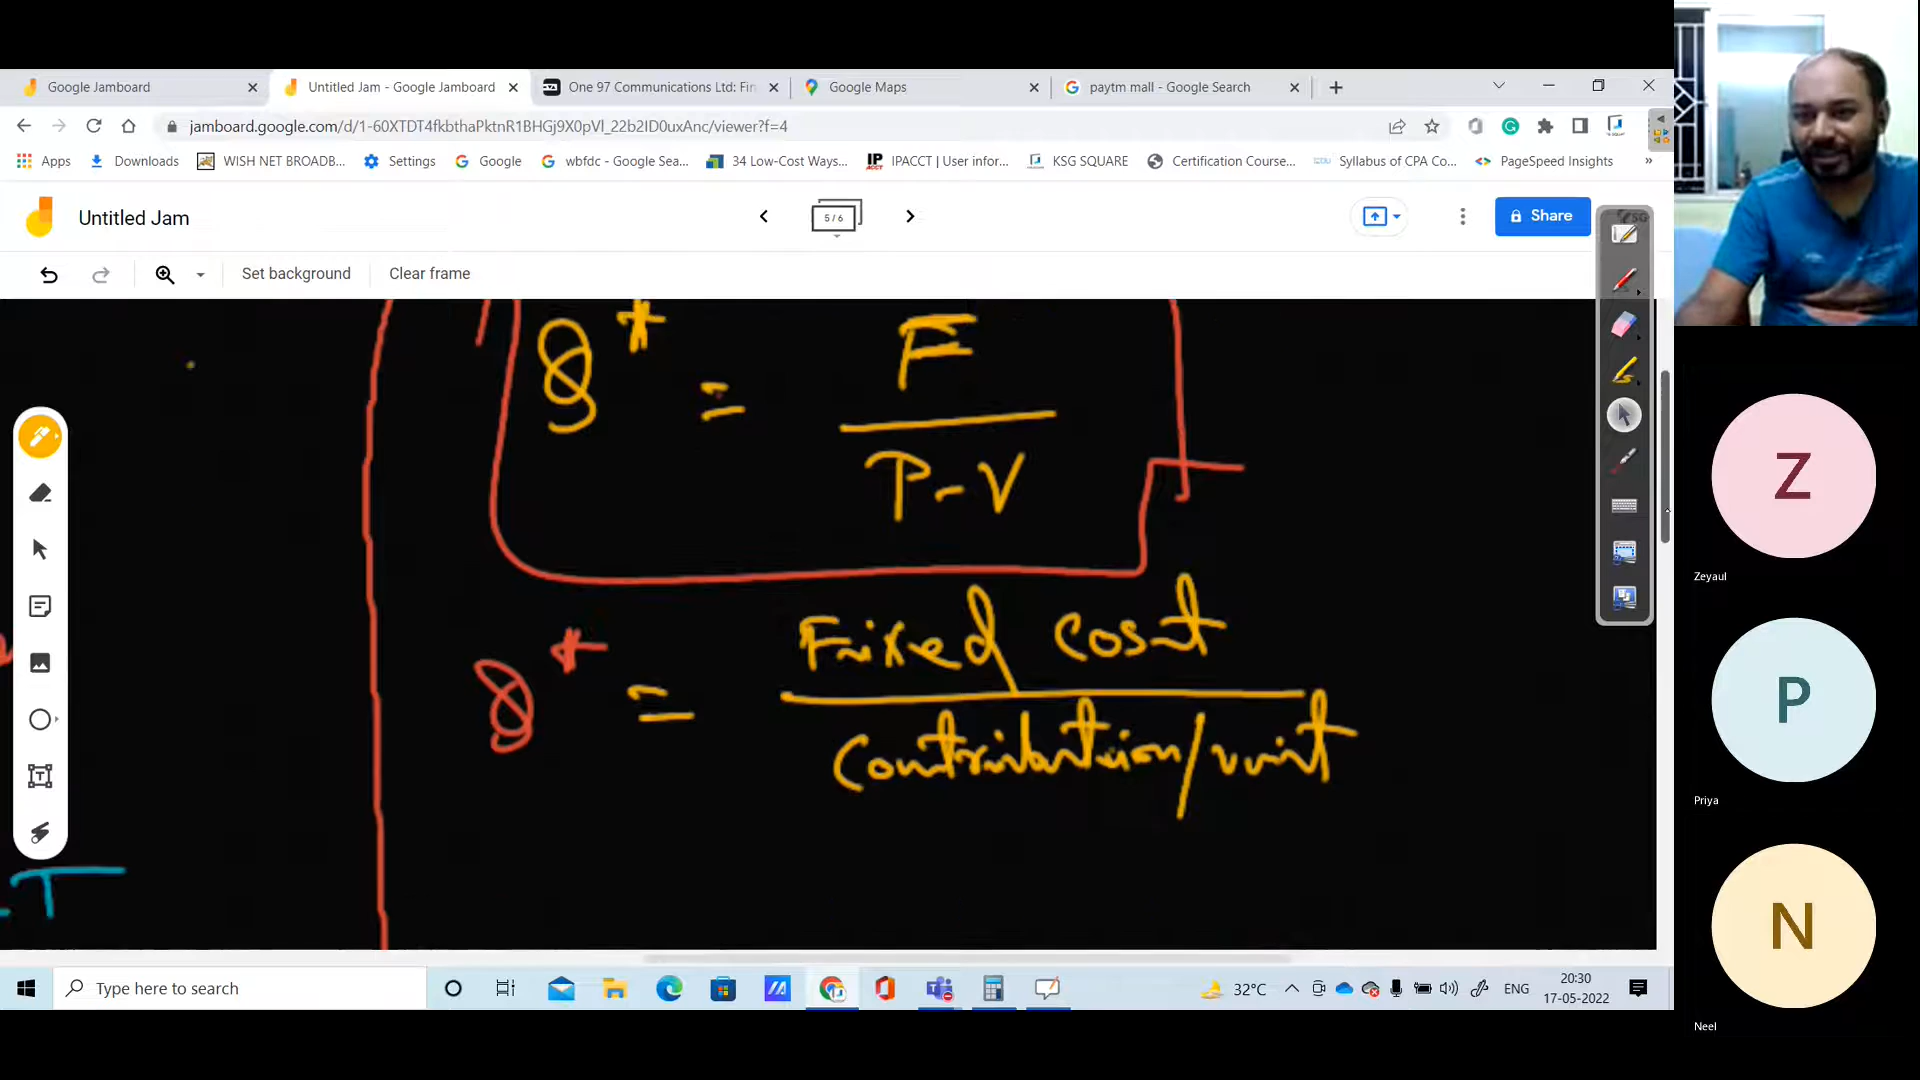 Google Jamboard
Untitled Jam - Google Jamboard
One 97 Communications Ltd: Fin
Google Maps
paytm mall - Google Search
jamboard.google.com/d/1-60XTDT4fkbthaPktnR1BHGj9X0pVl_22b2ID0uxAnc/viewer?f=4
Apps
Downloads
WISH NET BROADB...
Settings
Google
wbfdc - Google Sea...
34 Low-Cost Ways...
IPACCT | User infor...
KSG SQUARE
Certification Course...
Syllabus of CPA Co...
PageSpeed Insights
»
Untitled Jam
5 / 6
Share
Set background
Clear frame
Q* = F
P-V
Q* = Fixed Cost
Contribution/unit
-T
Z
Zeyaul
P
Priya
N
Neel
Type here to search
32°C
ENG
20:30
17-05-2022